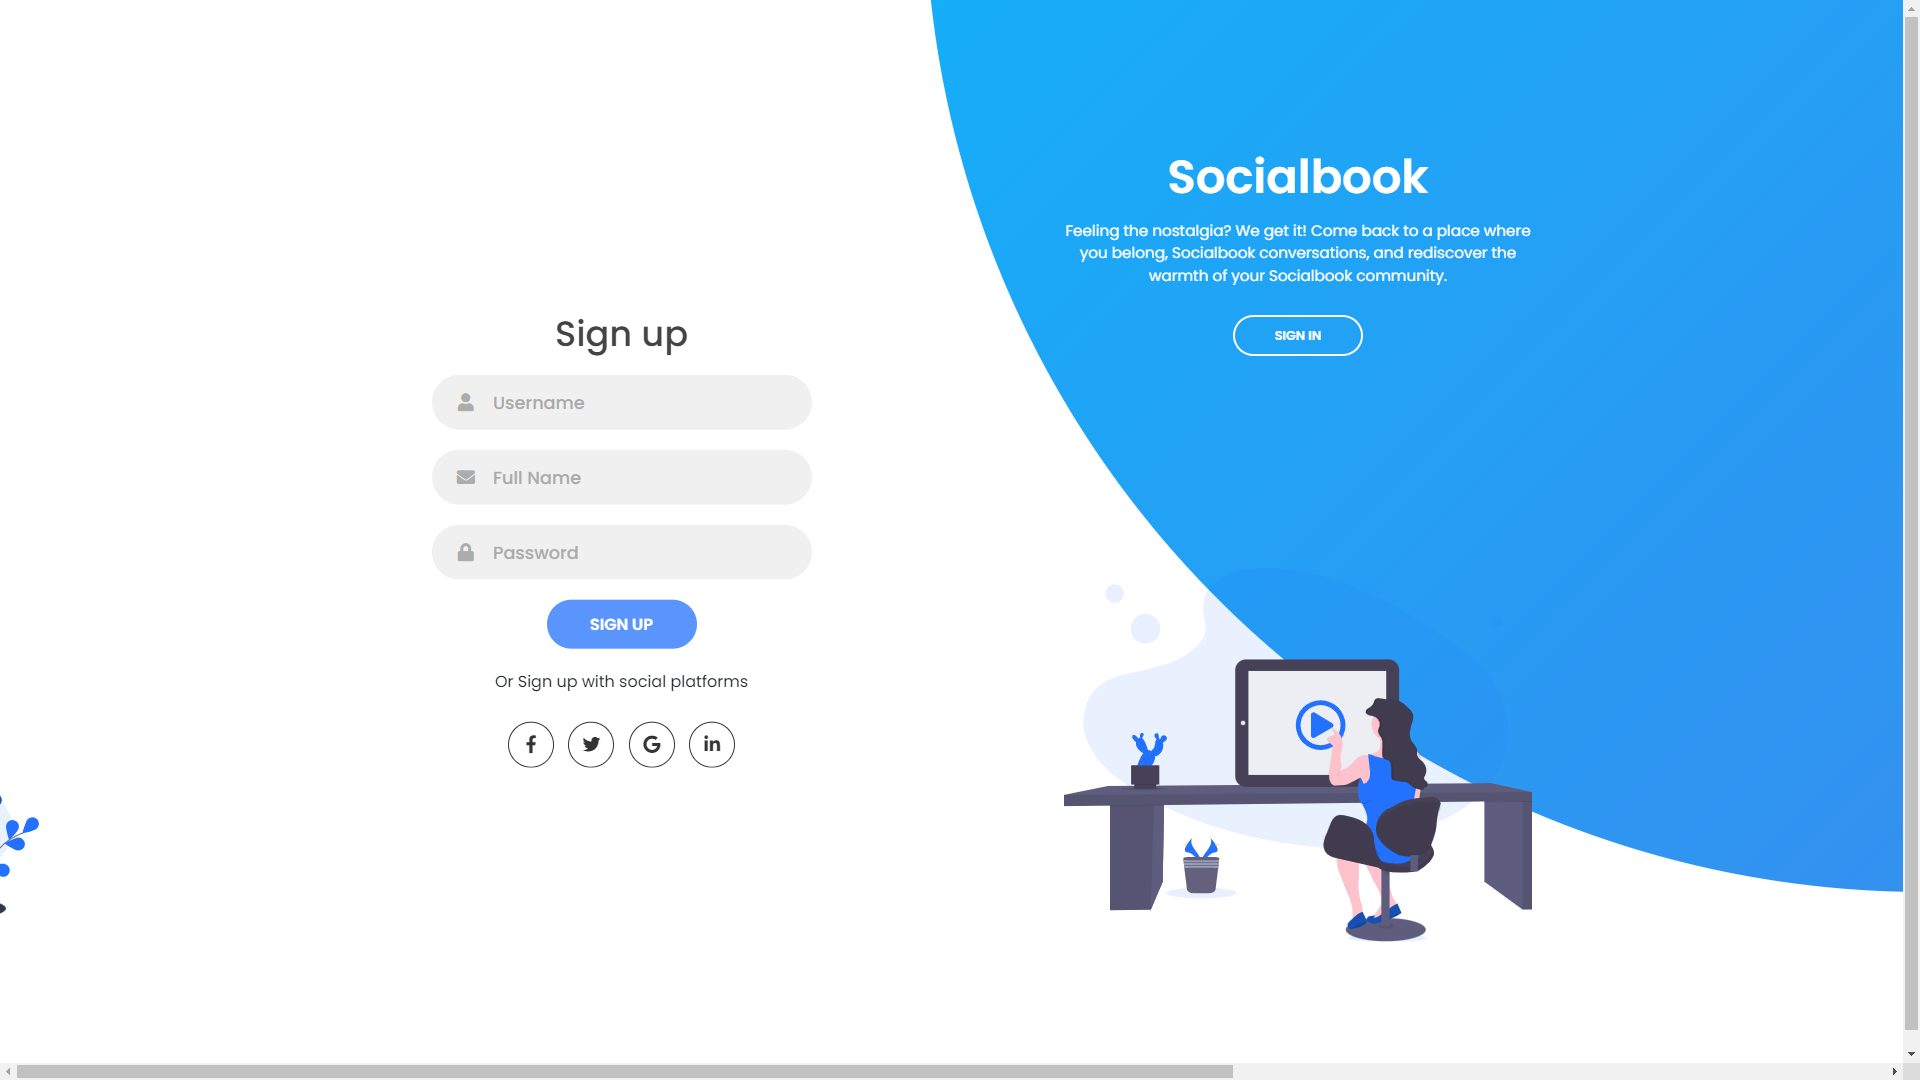 Sign up
Username
Full Name
Password
SIGN UP
Or Sign up with social platforms
Socialbook
Feeling the nostalgia? We get it! Come back to a place where
you belong, Socialbook conversations, and rediscover the
warmth of your Socialbook community.
SIGN IN